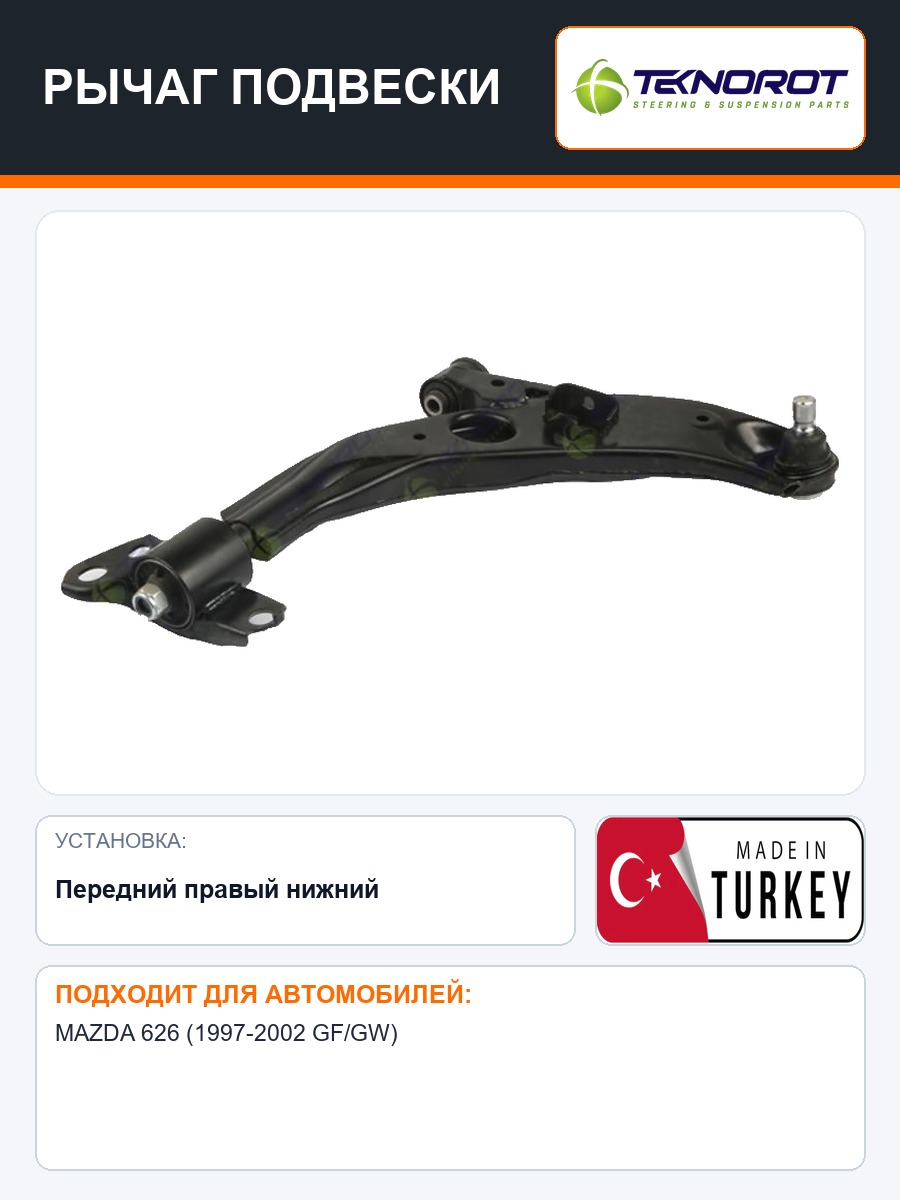 РЫЧАГ ПОДВЕСКИ
TEKNOROT
STEERING & SUSPENSION PARTS
УСТАНОВКА:
Передний правый нижний
MADE IN
TURKEY
ПОДХОДИТ ДЛЯ АВТОМОБИЛЕЙ:
MAZDA 626 (1997-2002 GF/GW)